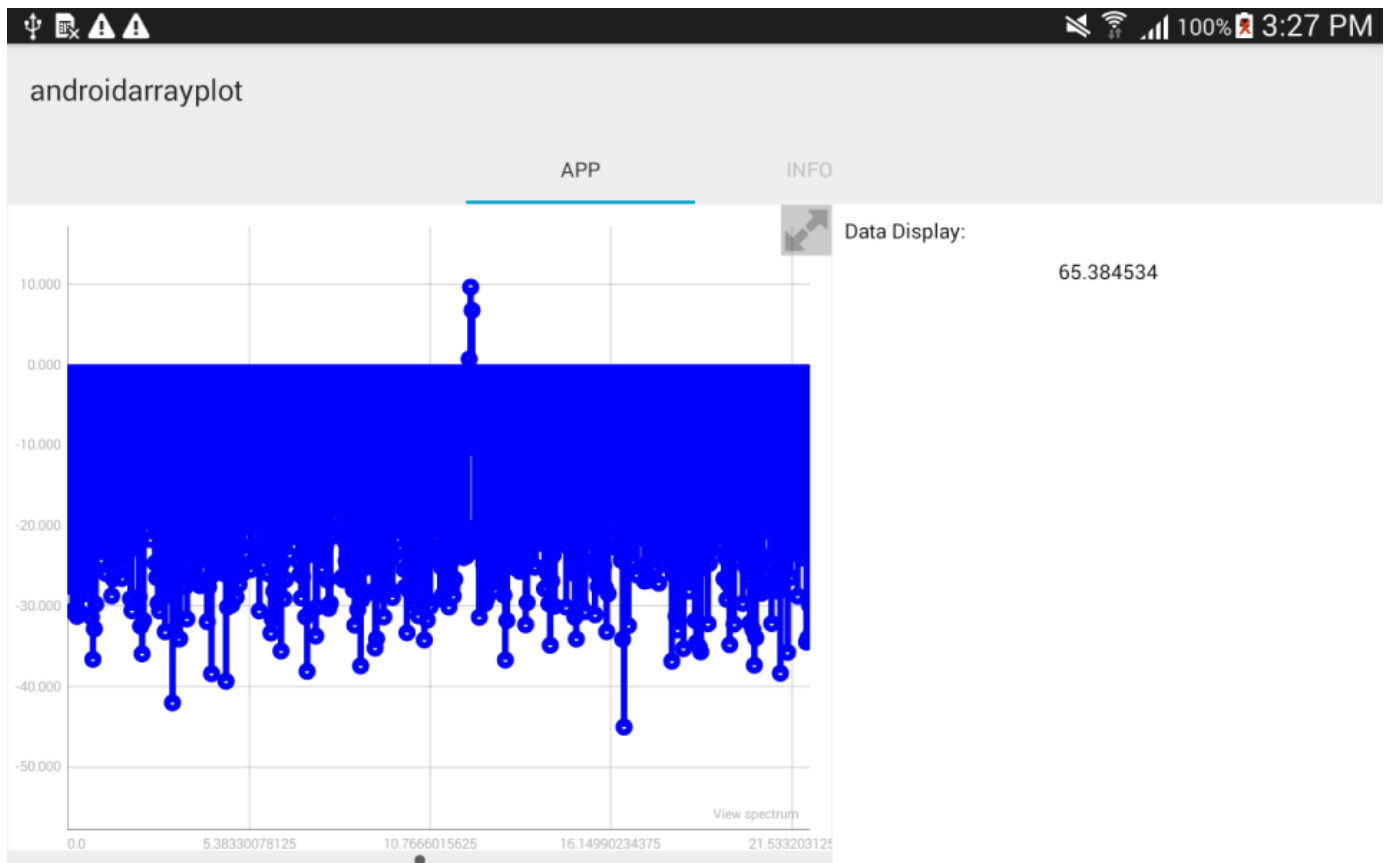 100% 3:27 PM
androidarrayplot
APP INFO
Data Display:
65.384534
10.000
0.000
-10.000
-20.000
-30.000
-40.000
-50.000
View spectrum
0.0 5.38330078125 10.7666015625 16.14990234375 21.533203125